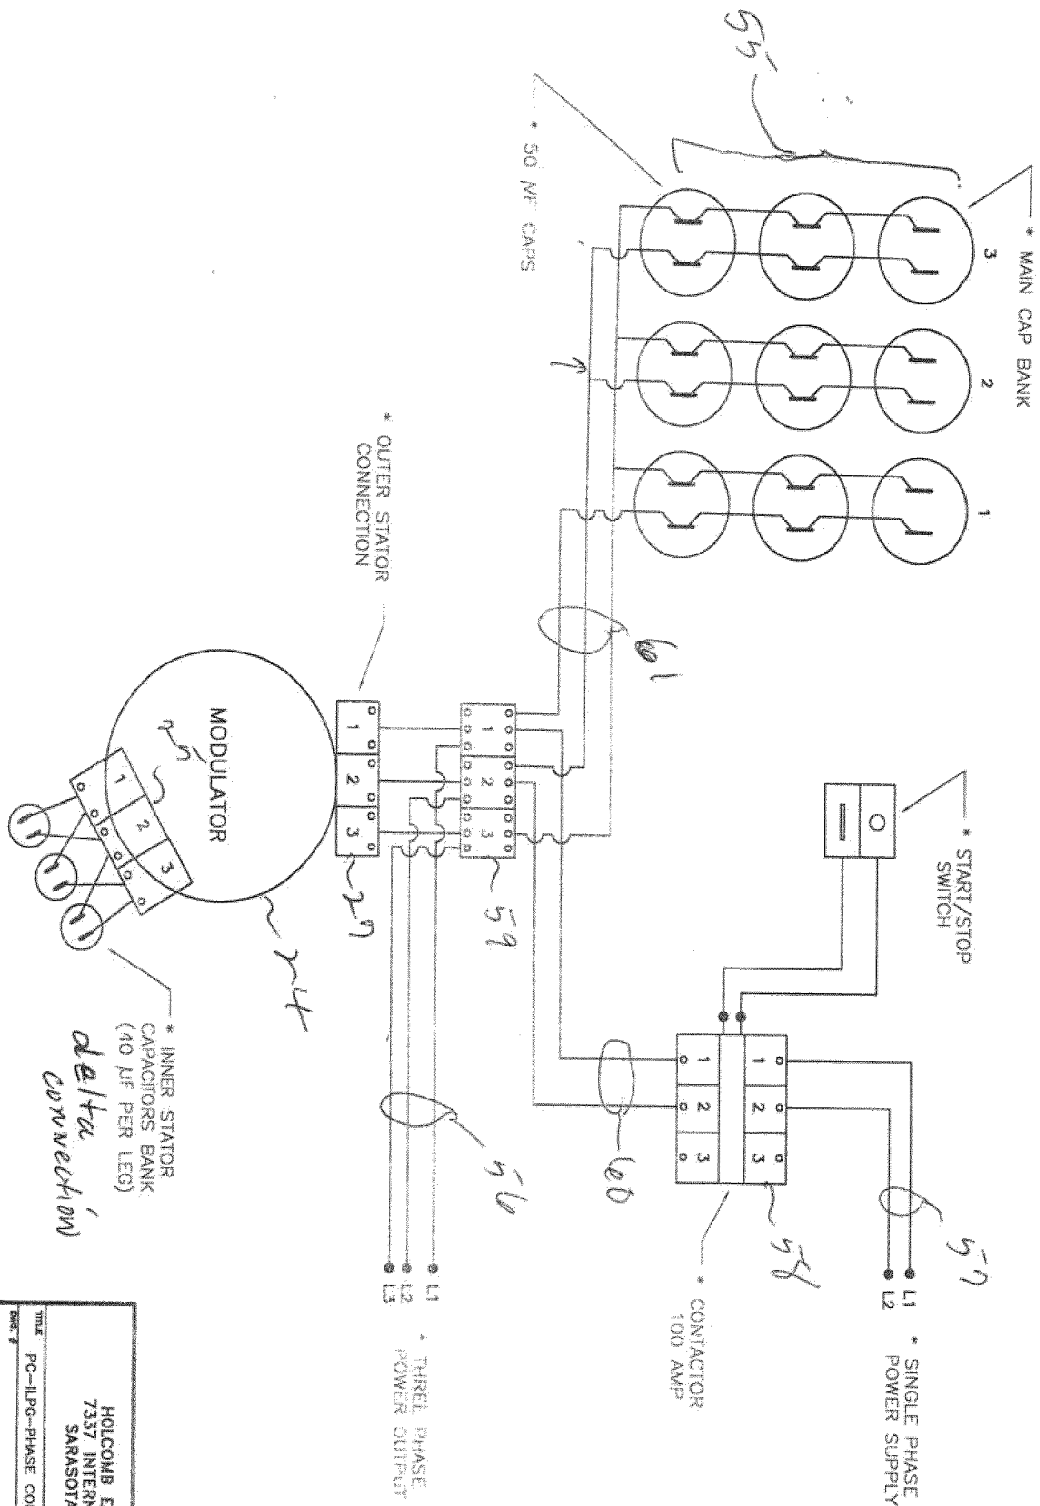 55
* MAIN CAP BANK
3
2
1
* 50 µF CAPS
61
* OUTER STATOR
CONNECTION
* START/STOP
SWITCH
1 2 3
59
1 2 3
27
MODULATOR
25
24
1 2 3
* INNER STATOR
CAPACITORS BANK
(40 µF PER LEG)
delta
connection
1 2 3
1 2 3
58
60
* CONTACTOR
100 AMP
57
L1
L2
* SINGLE PHASE
POWER SUPPLY
56
L1
L2
L3
* THREE PHASE
POWER OUTPUT
HOLCOMB
7337 INTERN
SARASOTA
TITLE
PC-ILPG-PHASE
DWG. #